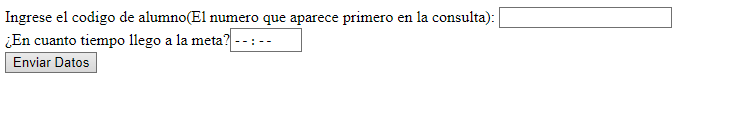 Ingrese el codigo de alumno(El numero que aparece primero en la consulta):
¿En cuanto tiempo llego a la meta? --:--
Enviar Datos